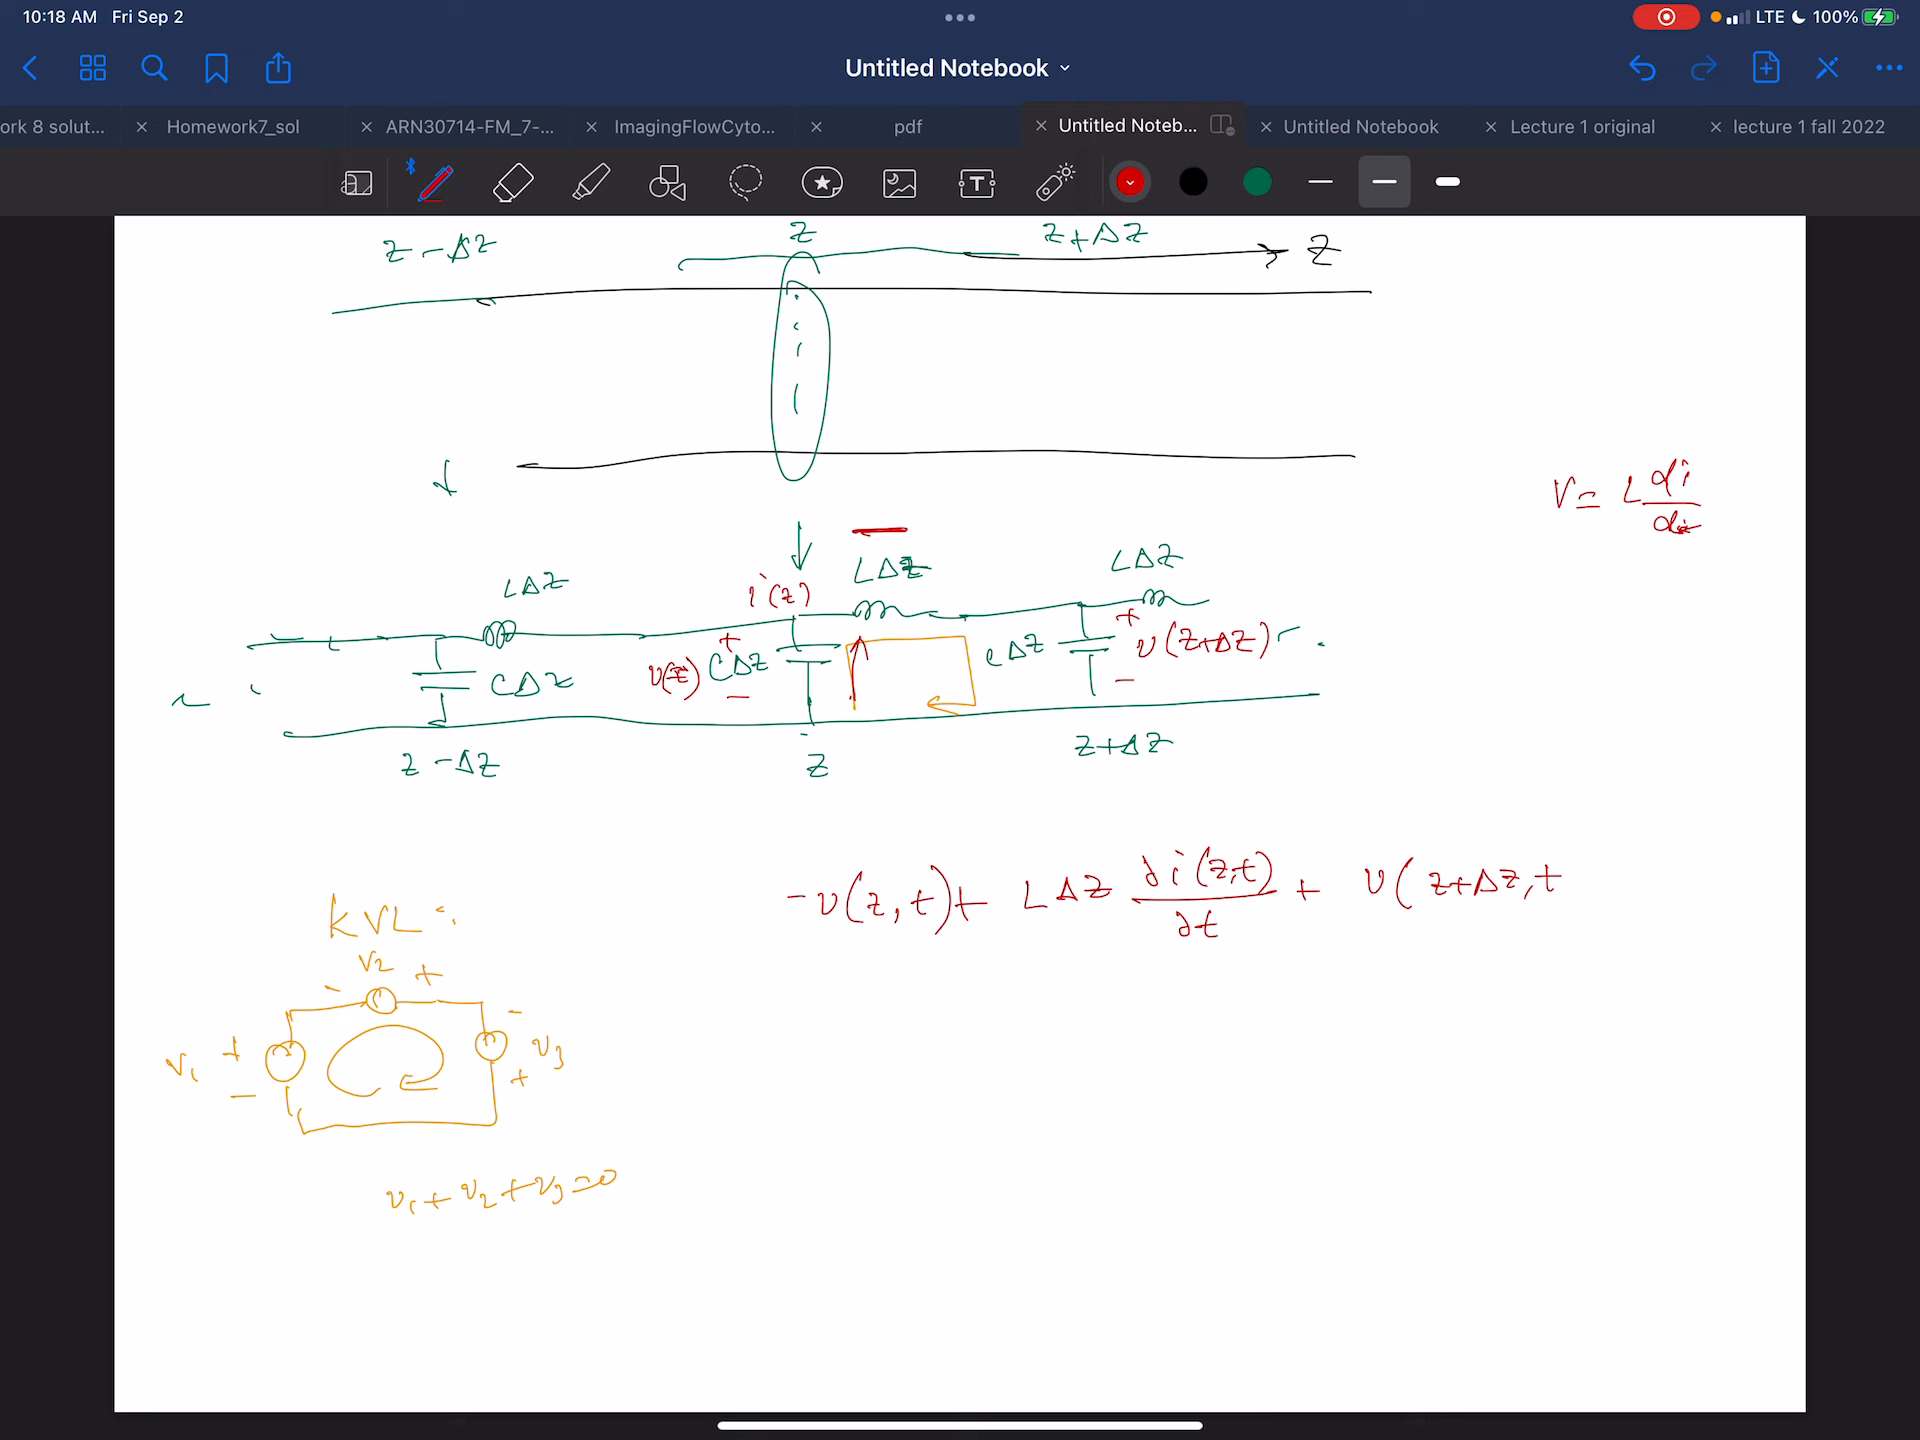 10:18 AM Fri Sep 2
LTE 100%
Untitled Notebook
ork 8 solut... Homework7_sol ARN30714-FM_7-... ImagingFlowCyto... pdf Untitled Noteb... Untitled Notebook Lecture 1 original lecture 1 fall 2022
z - Δz z z + Δz z
V = L di
LΔz i(z) LΔz LΔz
+ +
v(z) CΔz CΔz v(z+Δz)
CΔz
- -
z - Δz z z+Δz
-v(z,t) + LΔz ∂i(z,t)/∂t + v(z+Δz,t
KVL :
V2
- + -
V1 + v3
- +
v1 + v2 + v3 = 0